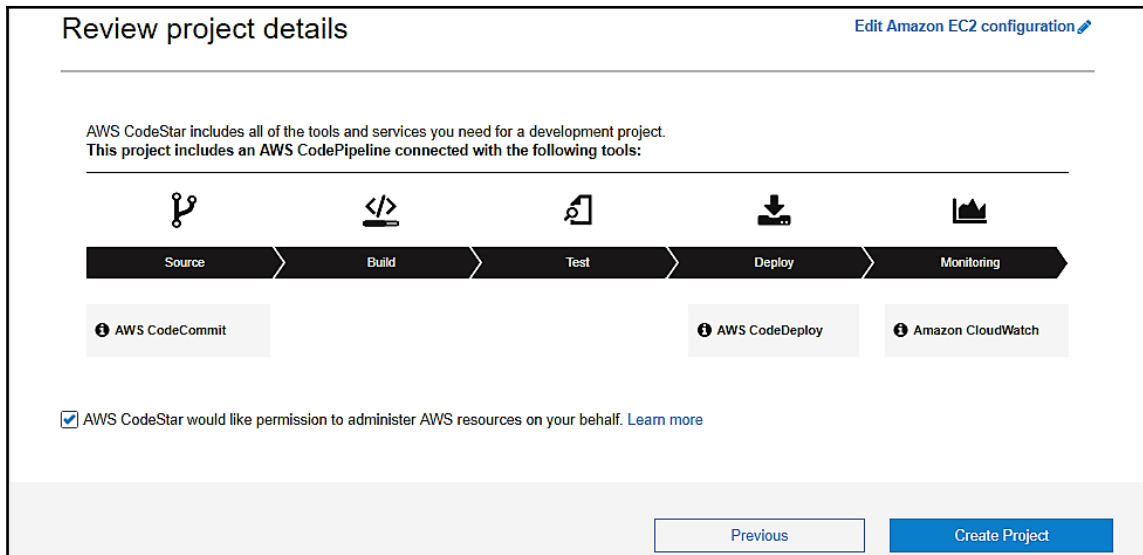 Review project details
Edit Amazon EC2 configuration
AWS CodeStar includes all of the tools and services you need for a development project.
This project includes an AWS CodePipeline connected with the following tools:
Source
Build
Test
Deploy
Monitoring
AWS CodeCommit
AWS CodeDeploy
Amazon CloudWatch
AWS CodeStar would like permission to administer AWS resources on your behalf. Learn more
Previous
Create Project